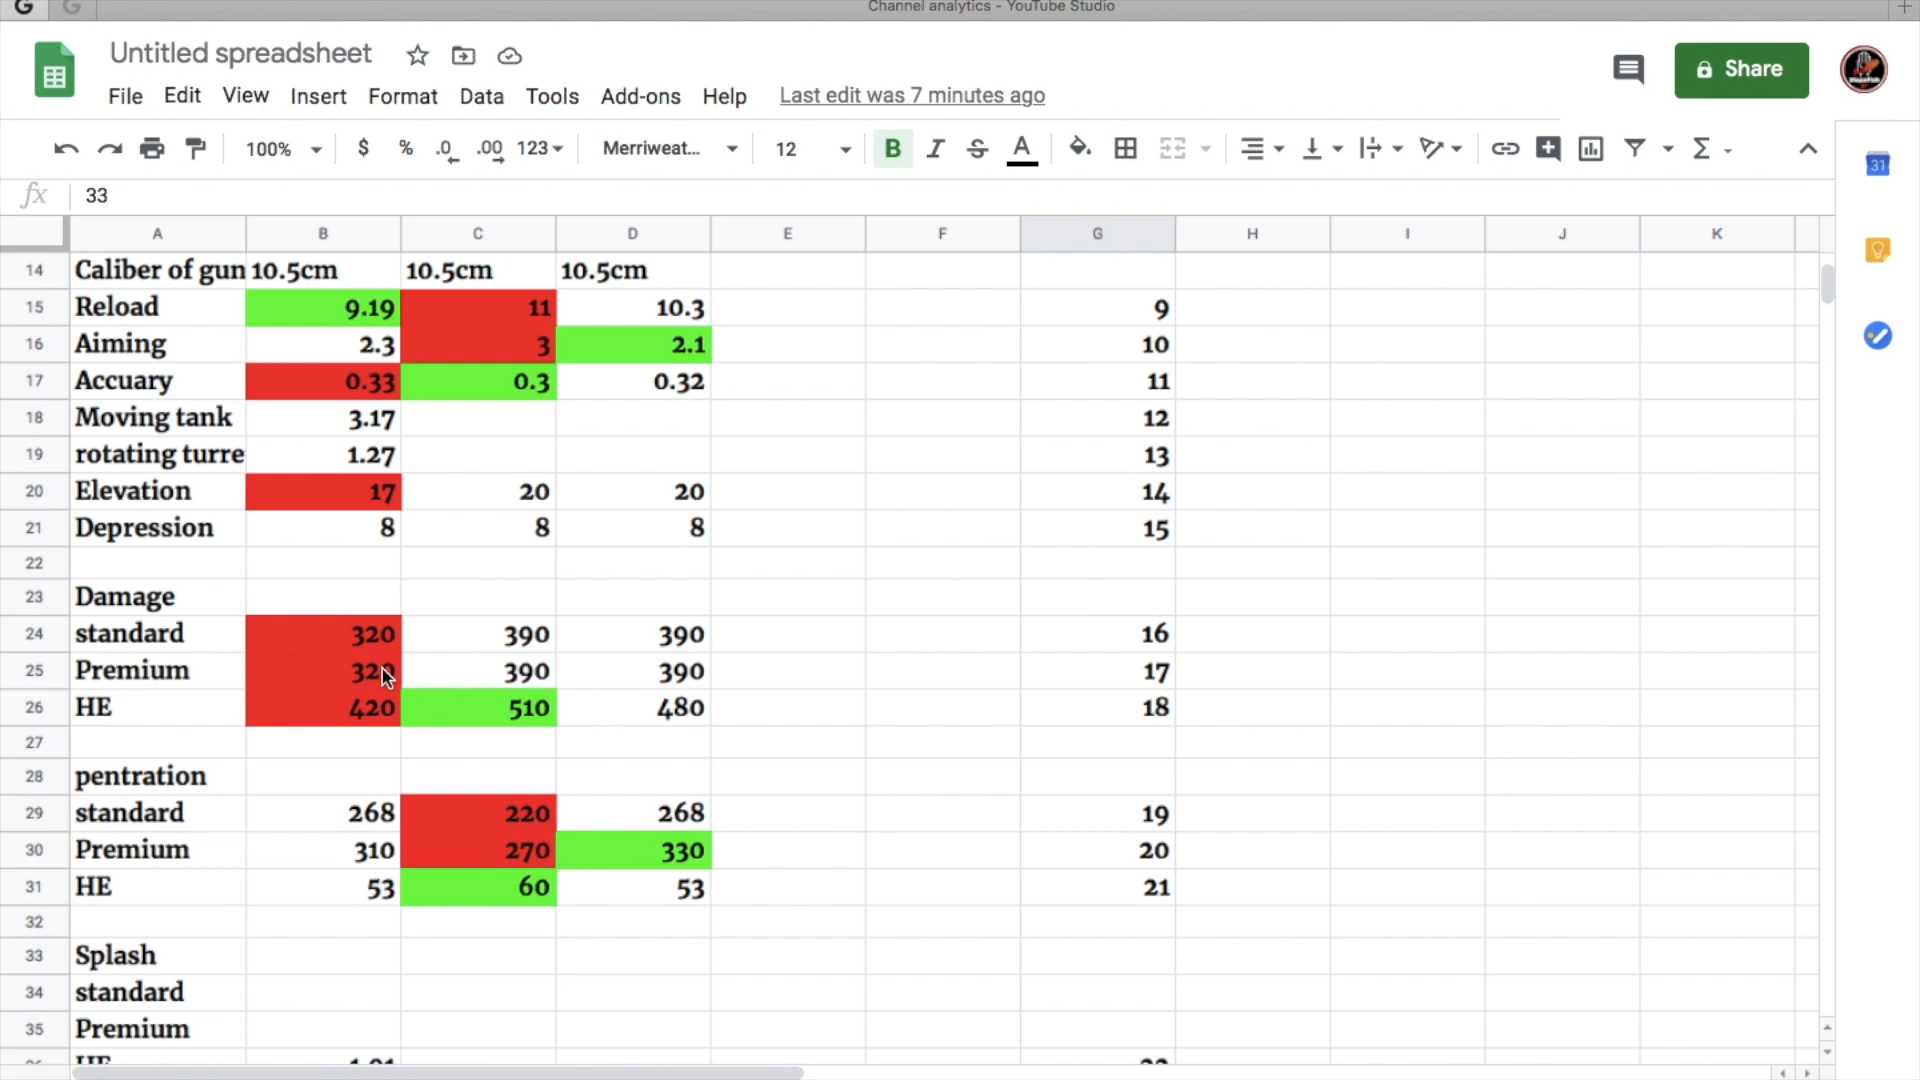 Channel analytics - YouTube Studio
Untitled spreadsheet
File Edit View Insert Format Data Tools Add-ons Help Last edit was 7 minutes ago
Share
100% $ % .0 .00 123 Merriweat... 12 B I S A Σ
31
fx 33
A B C D E F G H I J K
14 Caliber of gun 10.5cm 10.5cm 10.5cm
15 Reload 9.19 11 10.3 9
16 Aiming 2.3 3 2.1 10
17 Accuary 0.33 0.3 0.32 11
18 Moving tank 3.17 12
19 rotating turre 1.27 13
20 Elevation 17 20 20 14
21 Depression 8 8 8 15
22
23 Damage
24 standard 320 390 390 16
25 Premium 320 390 390 17
26 HE 420 510 480 18
27
28 pentration
29 standard 268 220 268 19
30 Premium 310 270 330 20
31 HE 53 60 53 21
32
33 Splash
34 standard
35 Premium